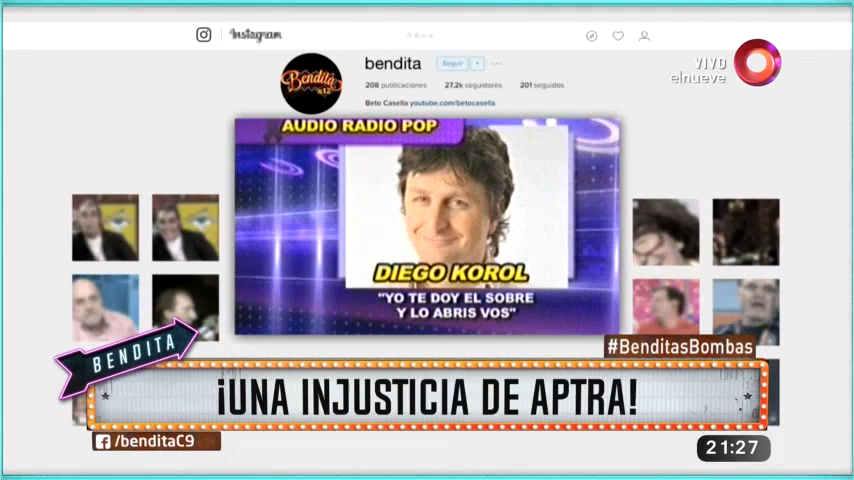 Instagram
Buscar
VIVO
elnueve
Bendita
x12
bendita
Seguir
208 publicaciones 27,2k seguidores 201 seguidos
Beto Casella youtube.com/betocasella
AUDIO RADIO POP
DIEGO KOROL
"YO TE DOY EL SOBRE
Y LO ABRIS VOS"
#BenditasBombas
BENDITA
¡UNA INJUSTICIA DE APTRA!
/benditaC9
21:27